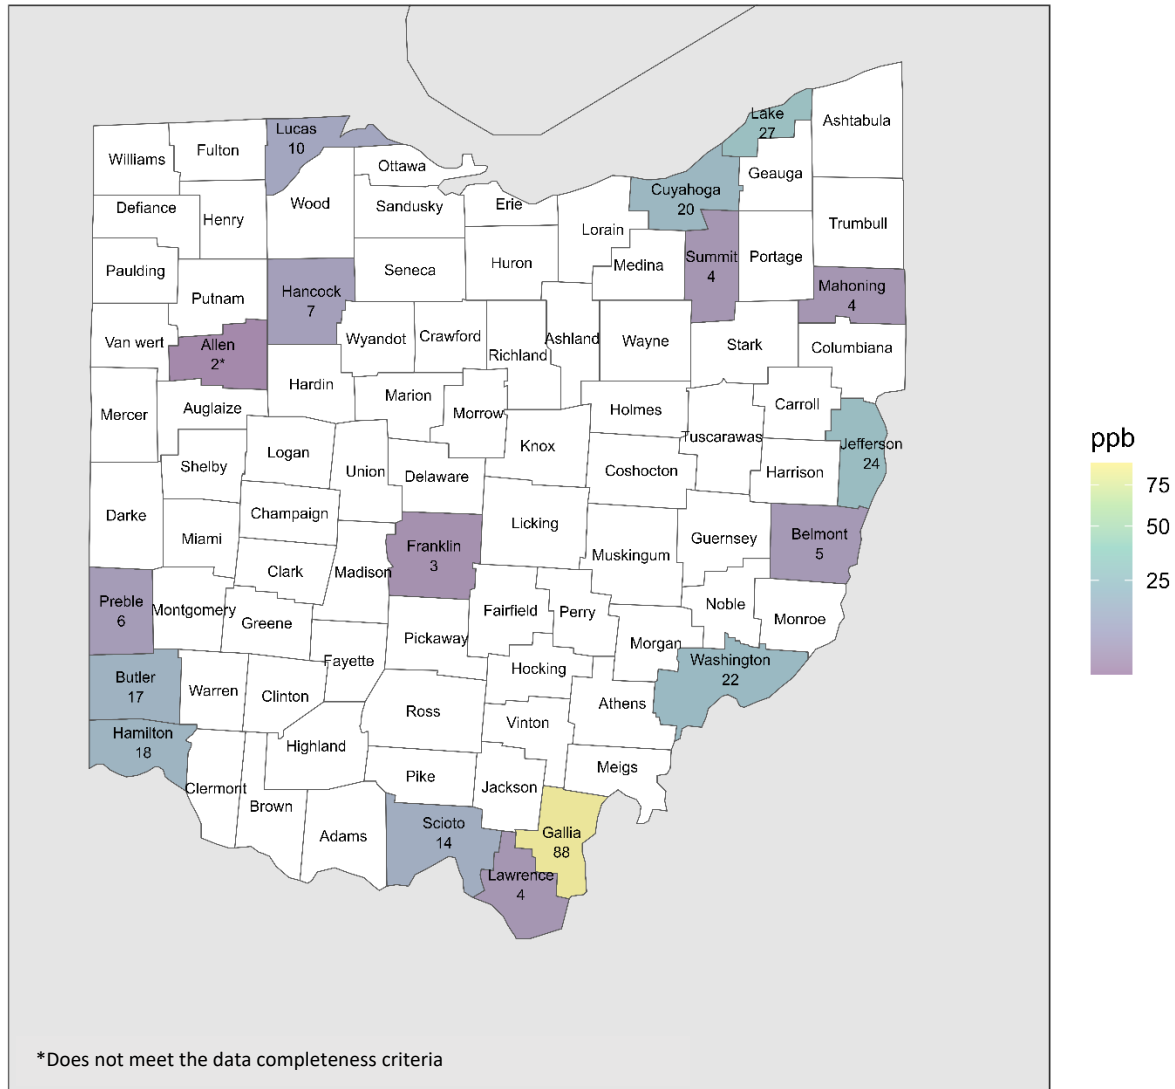 Lake
27
Ashtabula
Lucas
10
Fulton
Williams
Ottawa
Geauga
Cuyahoga
20
Wood
Sandusky
Erie
Defiance
Henry
Lorain
Trumbull
Medina
Summit
4
Portage
Paulding
Seneca
Huron
Mahoning
4
Putnam
Hancock
7
Van wert
Allen
2*
Wyandot
Crawford
Richland
Ashland
Wayne
Stark
Columbiana
Hardin
Marion
Morrow
Holmes
Carroll
Mercer
Auglaize
Knox
Tuscarawas
Jefferson
24
Logan
Shelby
Union
Delaware
Coshocton
Harrison
Darke
Champaign
Licking
Miami
Franklin
3
Muskingum
Guernsey
Belmont
5
Clark
Madison
Preble
6
Montgomery
Greene
Fairfield
Perry
Noble
Monroe
Pickaway
Morgan
Fayette
Hocking
Washington
22
Butler
17
Warren
Clinton
Ross
Athens
Vinton
Hamilton
18
Highland
Meigs
Pike
Jackson
Clermont
Brown
Adams
Scioto
14
Gallia
88
Lawrence
4
ppb
75
50
25
*Does not meet the data completeness criteria